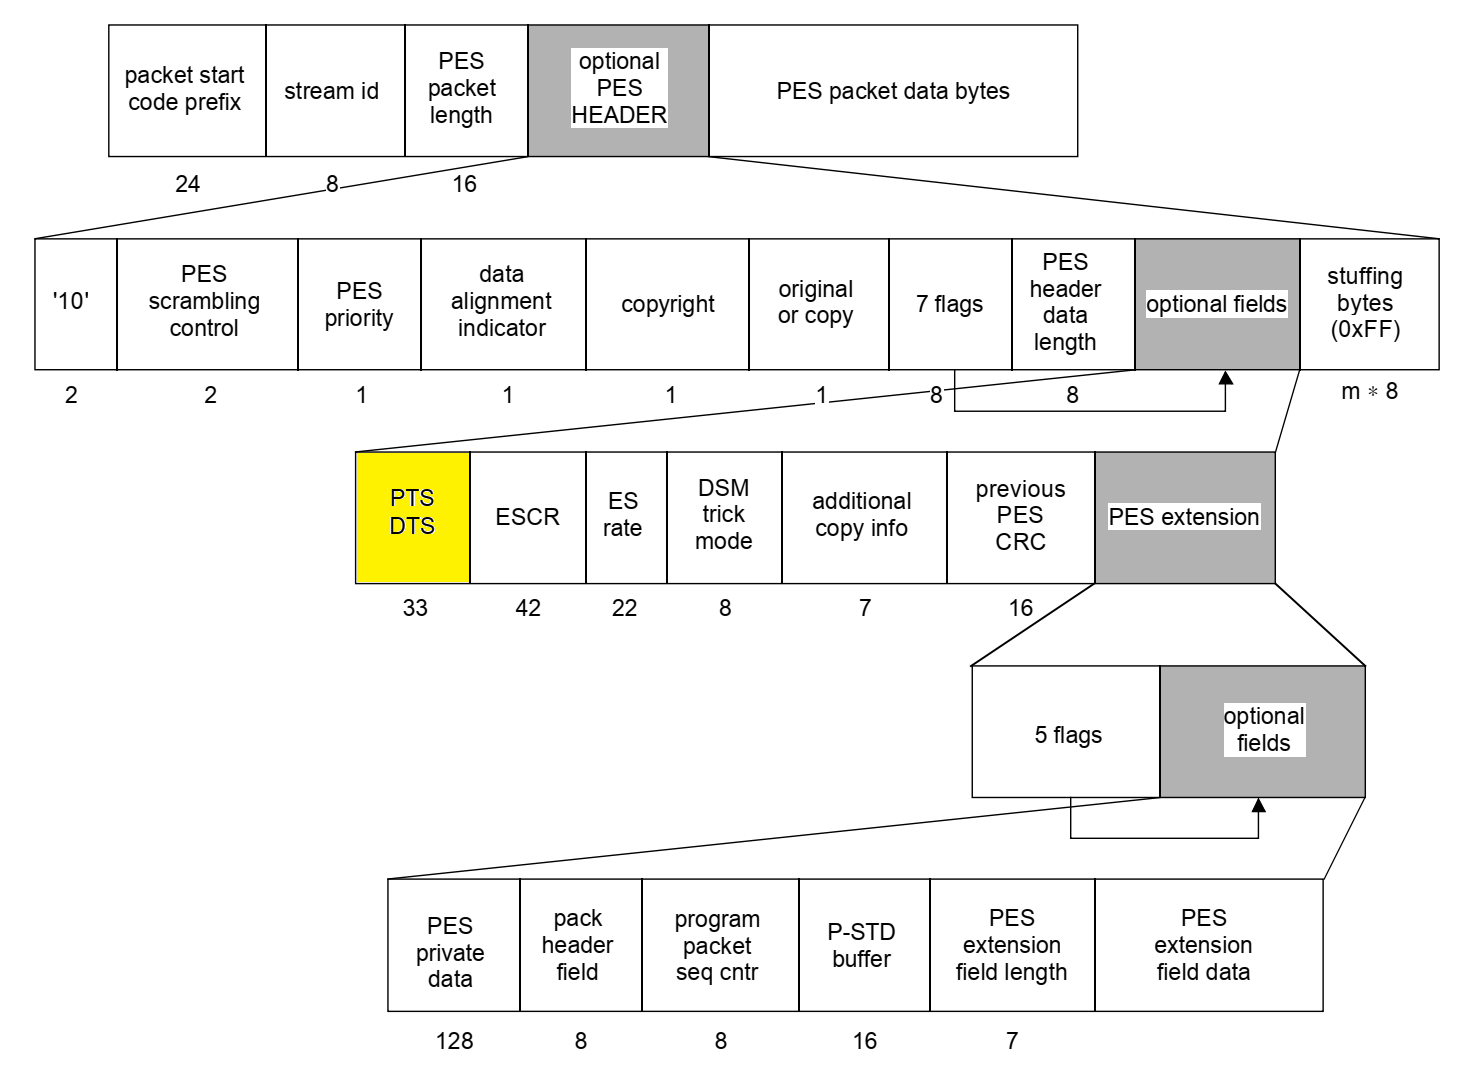 packet start
code prefix
stream id
PES
packet
length
optional
PES
HEADER
PES packet data bytes
24
8
16
'10'
PES
scrambling
control
PES
priority
data
alignment
indicator
copyright
original
or copy
7 flags
PES
header
data
length
optional fields
stuffing
bytes
(0xFF)
2
2
1
1
1
1
8
8
m ∗ 8
PTS
DTS
ESCR
ES
rate
DSM
trick
mode
additional
copy info
previous
PES
CRC
PES extension
33
42
22
8
7
16
5 flags
optional
fields
PES
private
data
pack
header
field
program
packet
seq cntr
P-STD
buffer
PES
extension
field length
PES
extension
field data
128
8
8
16
7